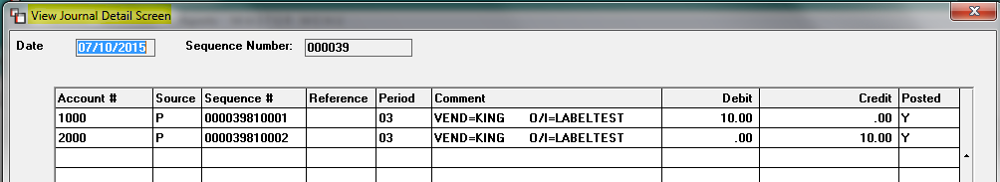 View Journal Detail Screen
Date 07/10/2015 Sequence Number: 000039
Account # Source Sequence # Reference Period Comment Debit Credit Posted
1000 P 000039810001 03 VEND=KING O/I=LABELTEST 10.00 .00 Y
2000 P 000039810002 03 VEND=KING O/I=LABELTEST .00 10.00 Y